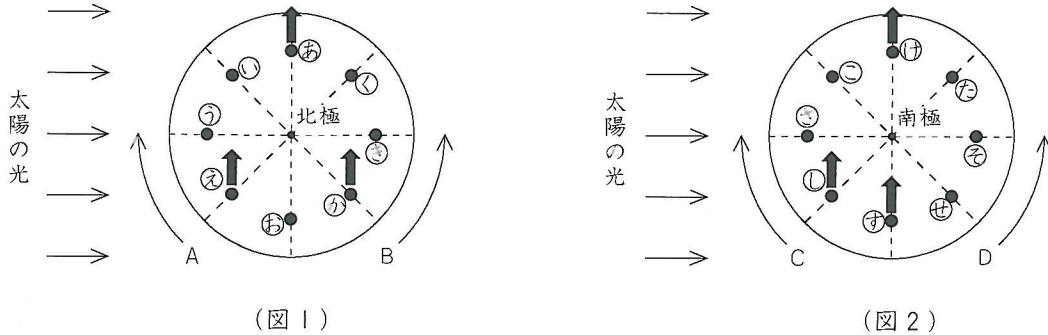 太陽の光
あ
い
く
北極
う
き
え
か
お
A
B
(図1)
太陽の光
け
こ
た
南極
さ
そ
し
せ
す
C
D
(図2)